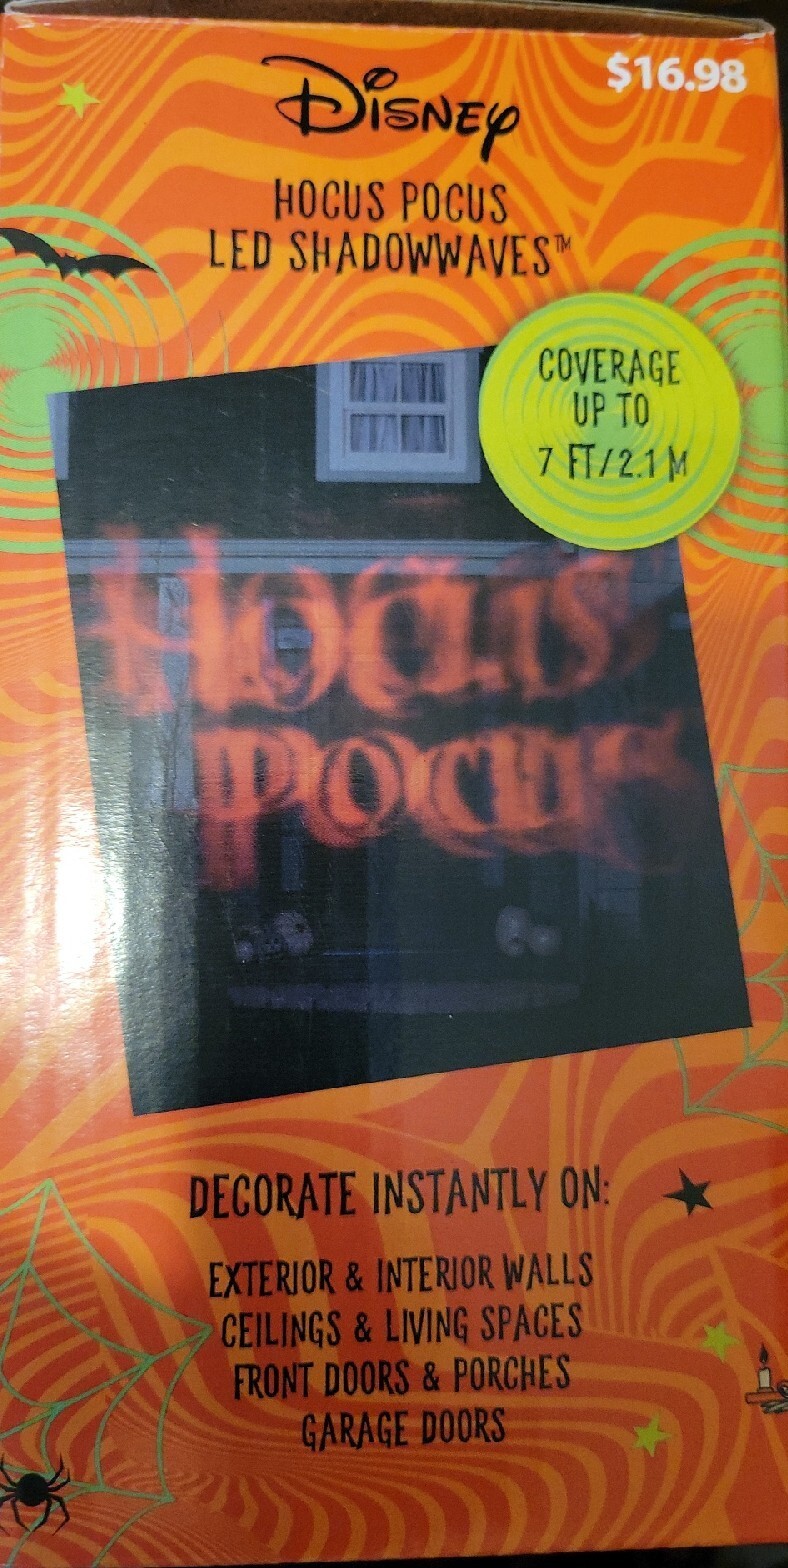 $16.98
DISNEY
HOCUS POCUS
LED SHADOWWAVES™
COVERAGE
UP TO
7 FT/2.1 M
HOCUS
POCUS
DECORATE INSTANTLY ON:
EXTERIOR & INTERIOR WALLS
CEILINGS & LIVING SPACES
FRONT DOORS & PORCHES
GARAGE DOORS